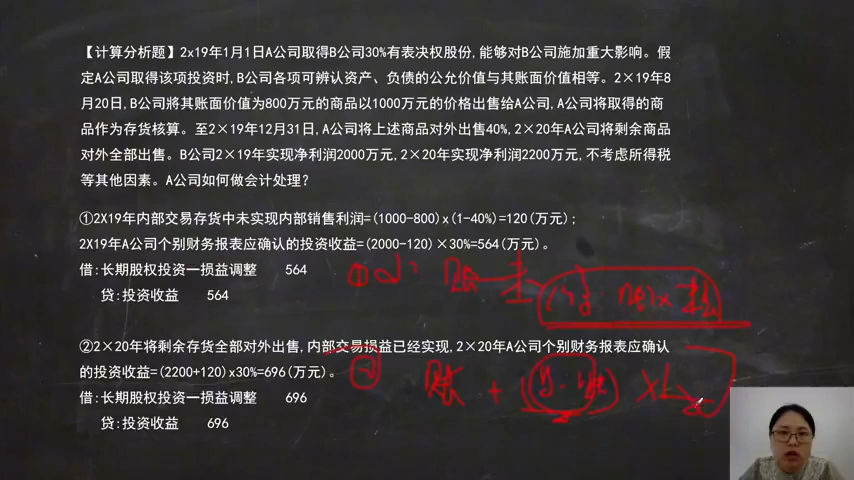 【计算分析题】2x19年1月1日A公司取得B公司30%有表决权股份,能够对B公司施加重大影响。假
定A公司取得该项投资时,B公司各项可辨认资产、负债的公允价值与其账面价值相等。2×19年8
月20日,B公司將其账面价值为800万元的商品以1000万元的价格出售给A公司,A公司将取得的商
品作为存货核算。至2×19年12月31日,A公司将上述商品对外出售40%,2×20年A公司将剩余商品
对外全部出售。B公司2×19年实现净利润2000万元,2×20年实现净利润2200万元,不考虑所得税
等其他因素。A公司如何做会计处理?
①2X19年内部交易存货中未实现内部销售利润=(1000-800)x(1-40%)=120(万元);
2X19年A公司个别财务报表应确认的投资收益=(2000-120)×30%=564(万元)。
借:长期股权投资一损益调整 564
贷:投资收益 564
②2×20年将剩余存货全部对外出售,内部交易损益已经实现,2×20年A公司个别财务报表应确认
的投资收益=(2200+120)x30%=696(万元)。
借:长期股权投资一损益调整 696
贷:投资收益 696